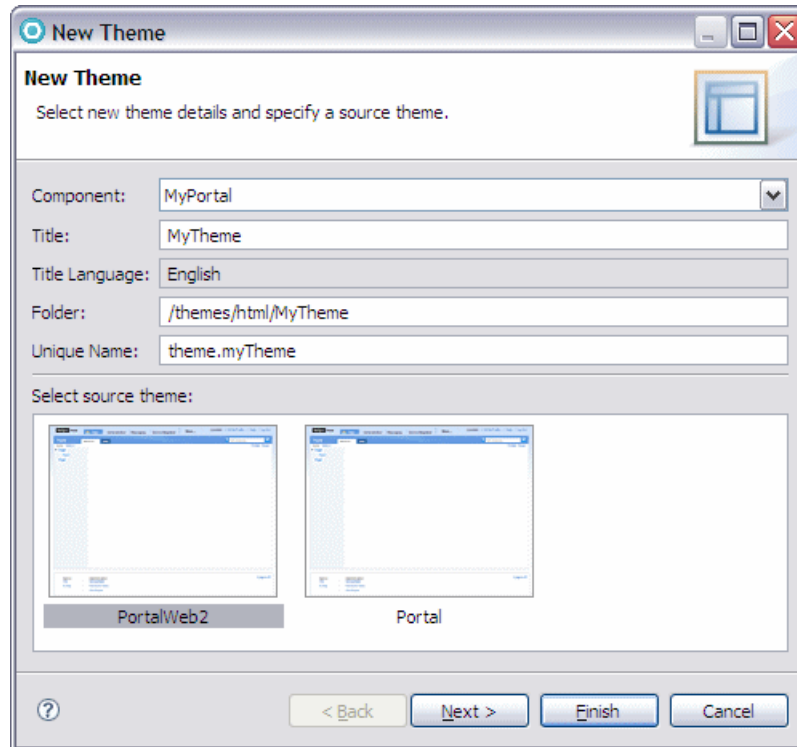 New Theme
New Theme
Select new theme details and specify a source theme.
Component: MyPortal
Title: MyTheme
Title Language: English
Folder: /themes/html/MyTheme
Unique Name: theme.myTheme
Select source theme:
PortalWeb2 Portal
< Back Next > Finish Cancel